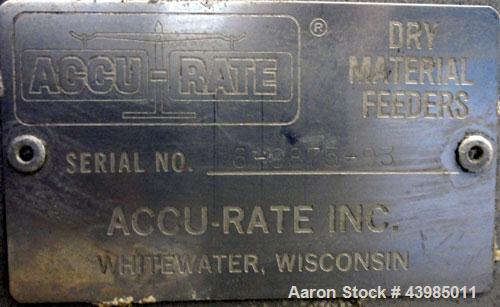 ACCU-RATE
®
DRY
MATERIAL
FEEDERS
SERIAL NO.
ACCU-RATE INC.
WHITEWATER, WISCONSIN
Aaron Stock # 43985011